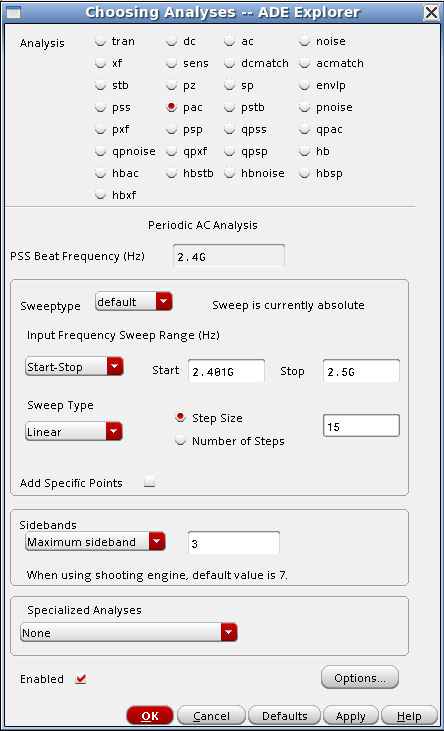 Choosing Analyses -- ADE Explorer
Analysis tran dc ac noise
xf sens dcmatch acmatch
stb pz sp envlp
pss pac pstb pnoise
pxf psp qpss qpac
qpnoise qpxf qpsp hb
hbac hbstb hbnoise hbsp
hbxf
Periodic AC Analysis
PSS Beat Frequency (Hz) 2.4G
Sweeptype default Sweep is currently absolute
Input Frequency Sweep Range (Hz)
Start-Stop Start 2.401G Stop 2.5G
Sweep Type
Linear Step Size 15
Number of Steps
Add Specific Points
Sidebands
Maximum sideband 3
When using shooting engine, default value is 7.
Specialized Analyses
None
Enabled Options...
OK Cancel Defaults Apply Help